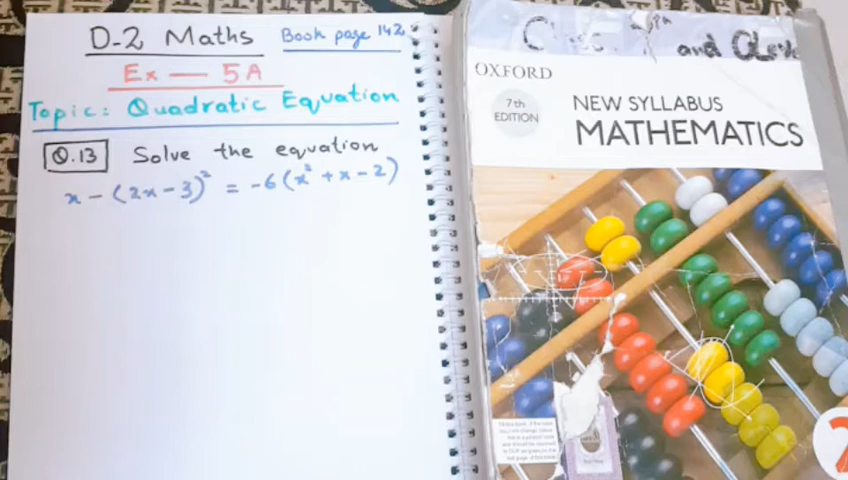 D-2 Maths Book page 142
Ex — 5A
Topic: Quadratic Equation
Q.13 Solve the equation
x - (2x - 3)² = -6(x² + x - 2)
and
OXFORD
7th
EDITION
NEW SYLLABUS
MATHEMATICS